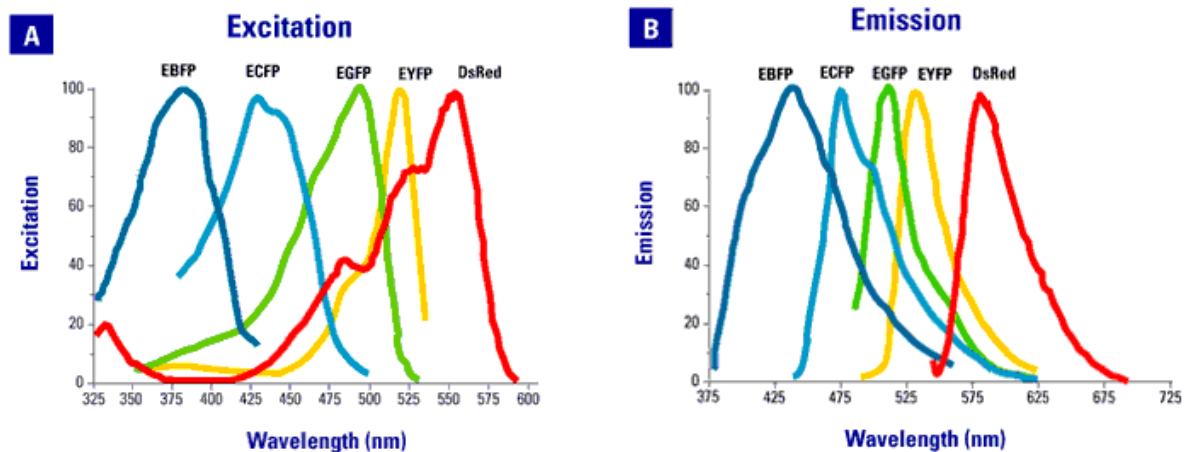 A
Excitation
EBFP ECFP EGFP EYFP DsRed
100
80
60
40
20
0
Excitation
325 350 375 400 425 450 475 500 525 550 575 600
Wavelength (nm)
B
Emission
EBFP ECFP EGFP EYFP DsRed
100
80
60
40
20
0
Emission
375 425 475 525 575 625 675 725
Wavelength (nm)